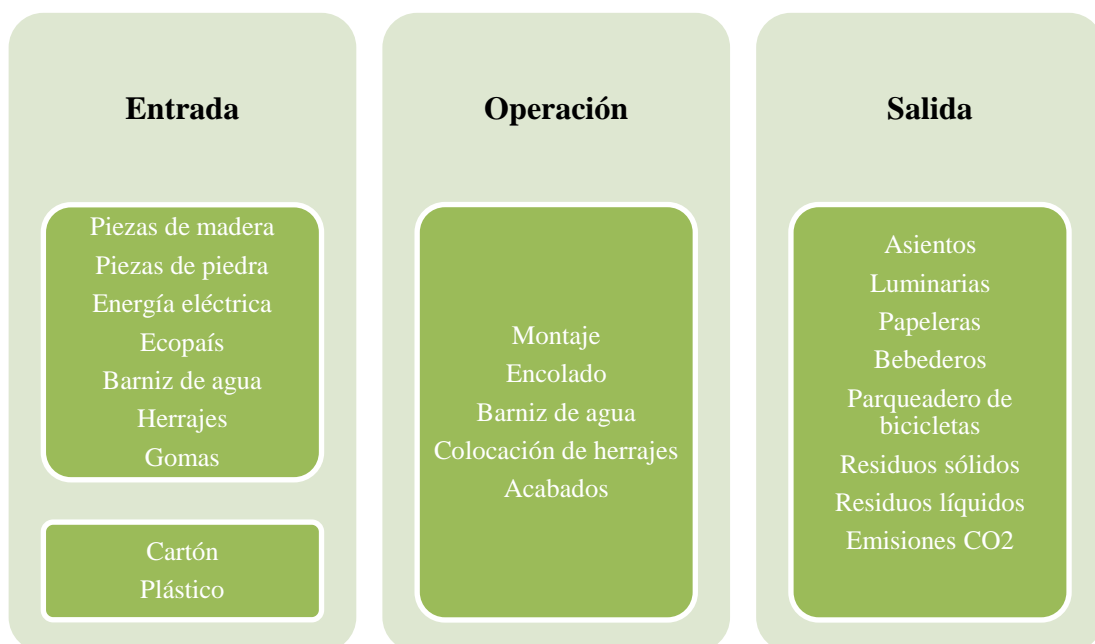 Entrada
Piezas de madera
Piezas de piedra
Energía eléctrica
Ecopaís
Barniz de agua
Herrajes
Gomas
Cartón
Plástico
Operación
Montaje
Encolado
Barniz de agua
Colocación de herrajes
Acabados
Salida
Asientos
Luminarias
Papeleras
Bebederos
Parqueadero de
bicicletas
Residuos sólidos
Residuos líquidos
Emisiones CO2